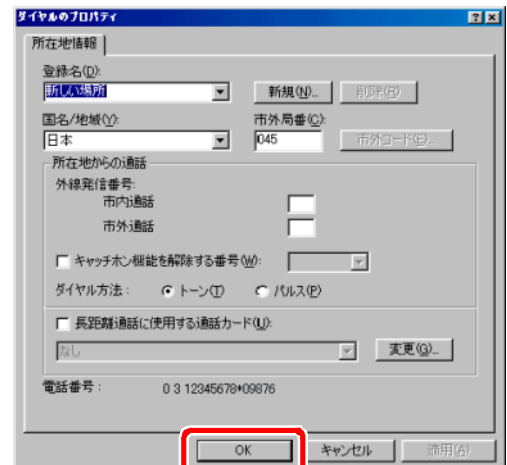 ダイヤルのプロパティ
所在地情報
登録名(D):
新しい場所
新規(N)...
削除(R)
国名/地域(Y):
市外局番(C):
日本
045
市外コード(E)...
所在地からの通話
外線発信番号:
市内通話
市外通話
キャッチホン機能を解除する番号(W):
ダイヤル方法: トーン(T) パルス(P)
長距離通話に使用する通話カード(U):
なし
変更(G)...
電話番号: 0 3 12345678*09876
OK キャンセル 適用(A)